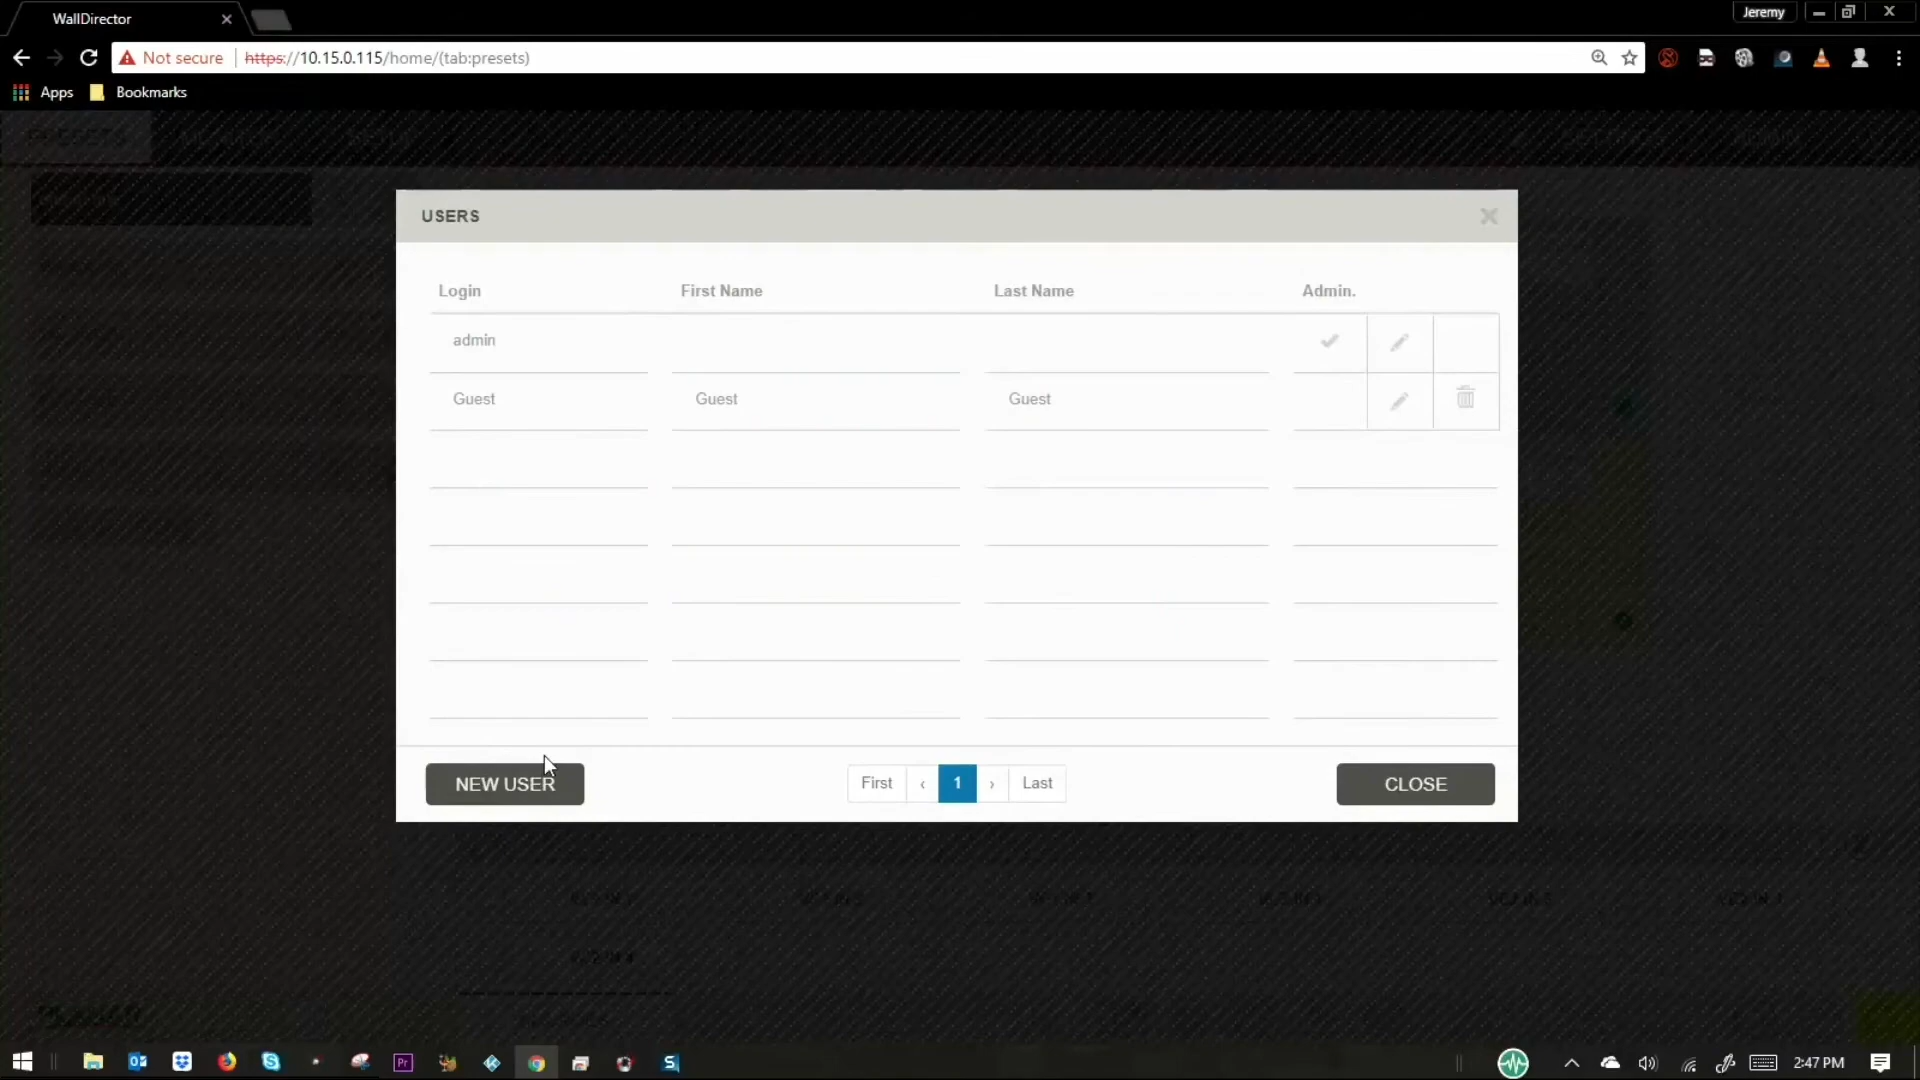 WallDirector
Jeremy
Not secure https://10.15.0.115/home/(tab:presets)
Apps Bookmarks
PRESETS
USERS
Login First Name Last Name Admin.
admin
Guest Guest Guest
NEW USER First ‹ 1 › Last CLOSE
2:47 PM